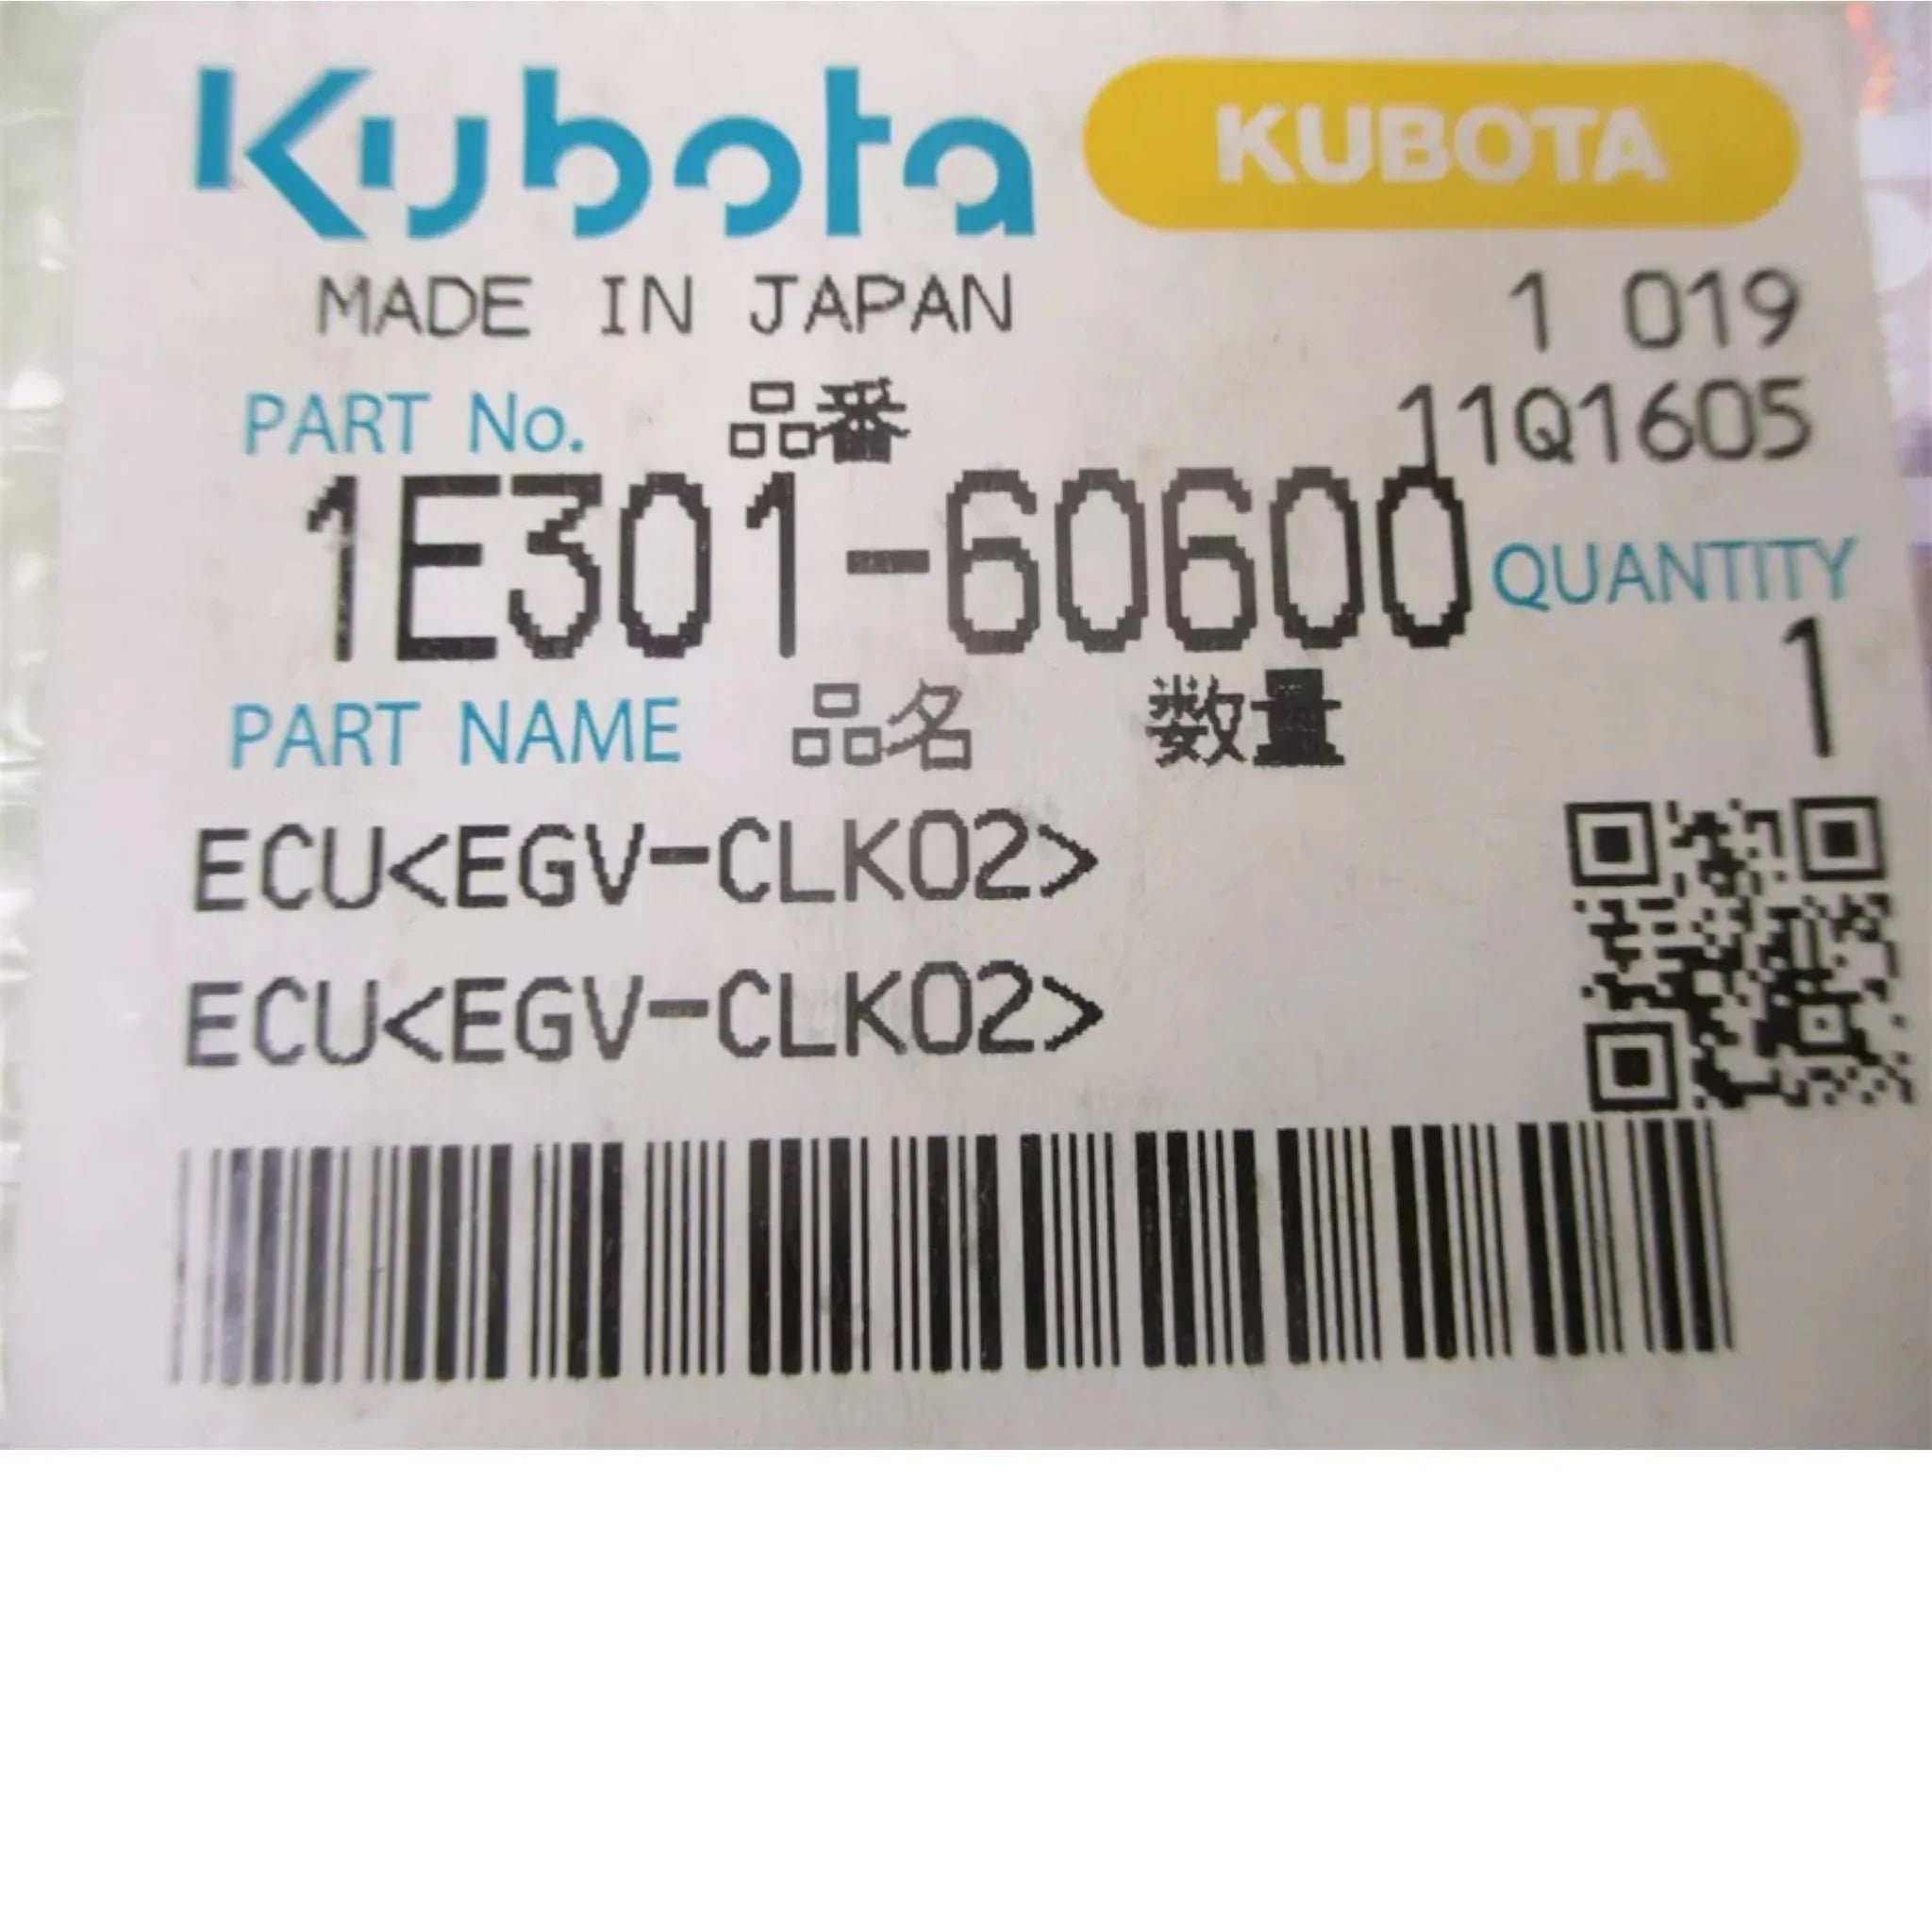 Kubota KUBOTA
MADE IN JAPAN 1 019
PART No. 品番 11Q1605
1E301-60600 QUANTITY
PART NAME 品名 数量 1
ECU<EGV-CLK02>
ECU<EGV-CLK02>